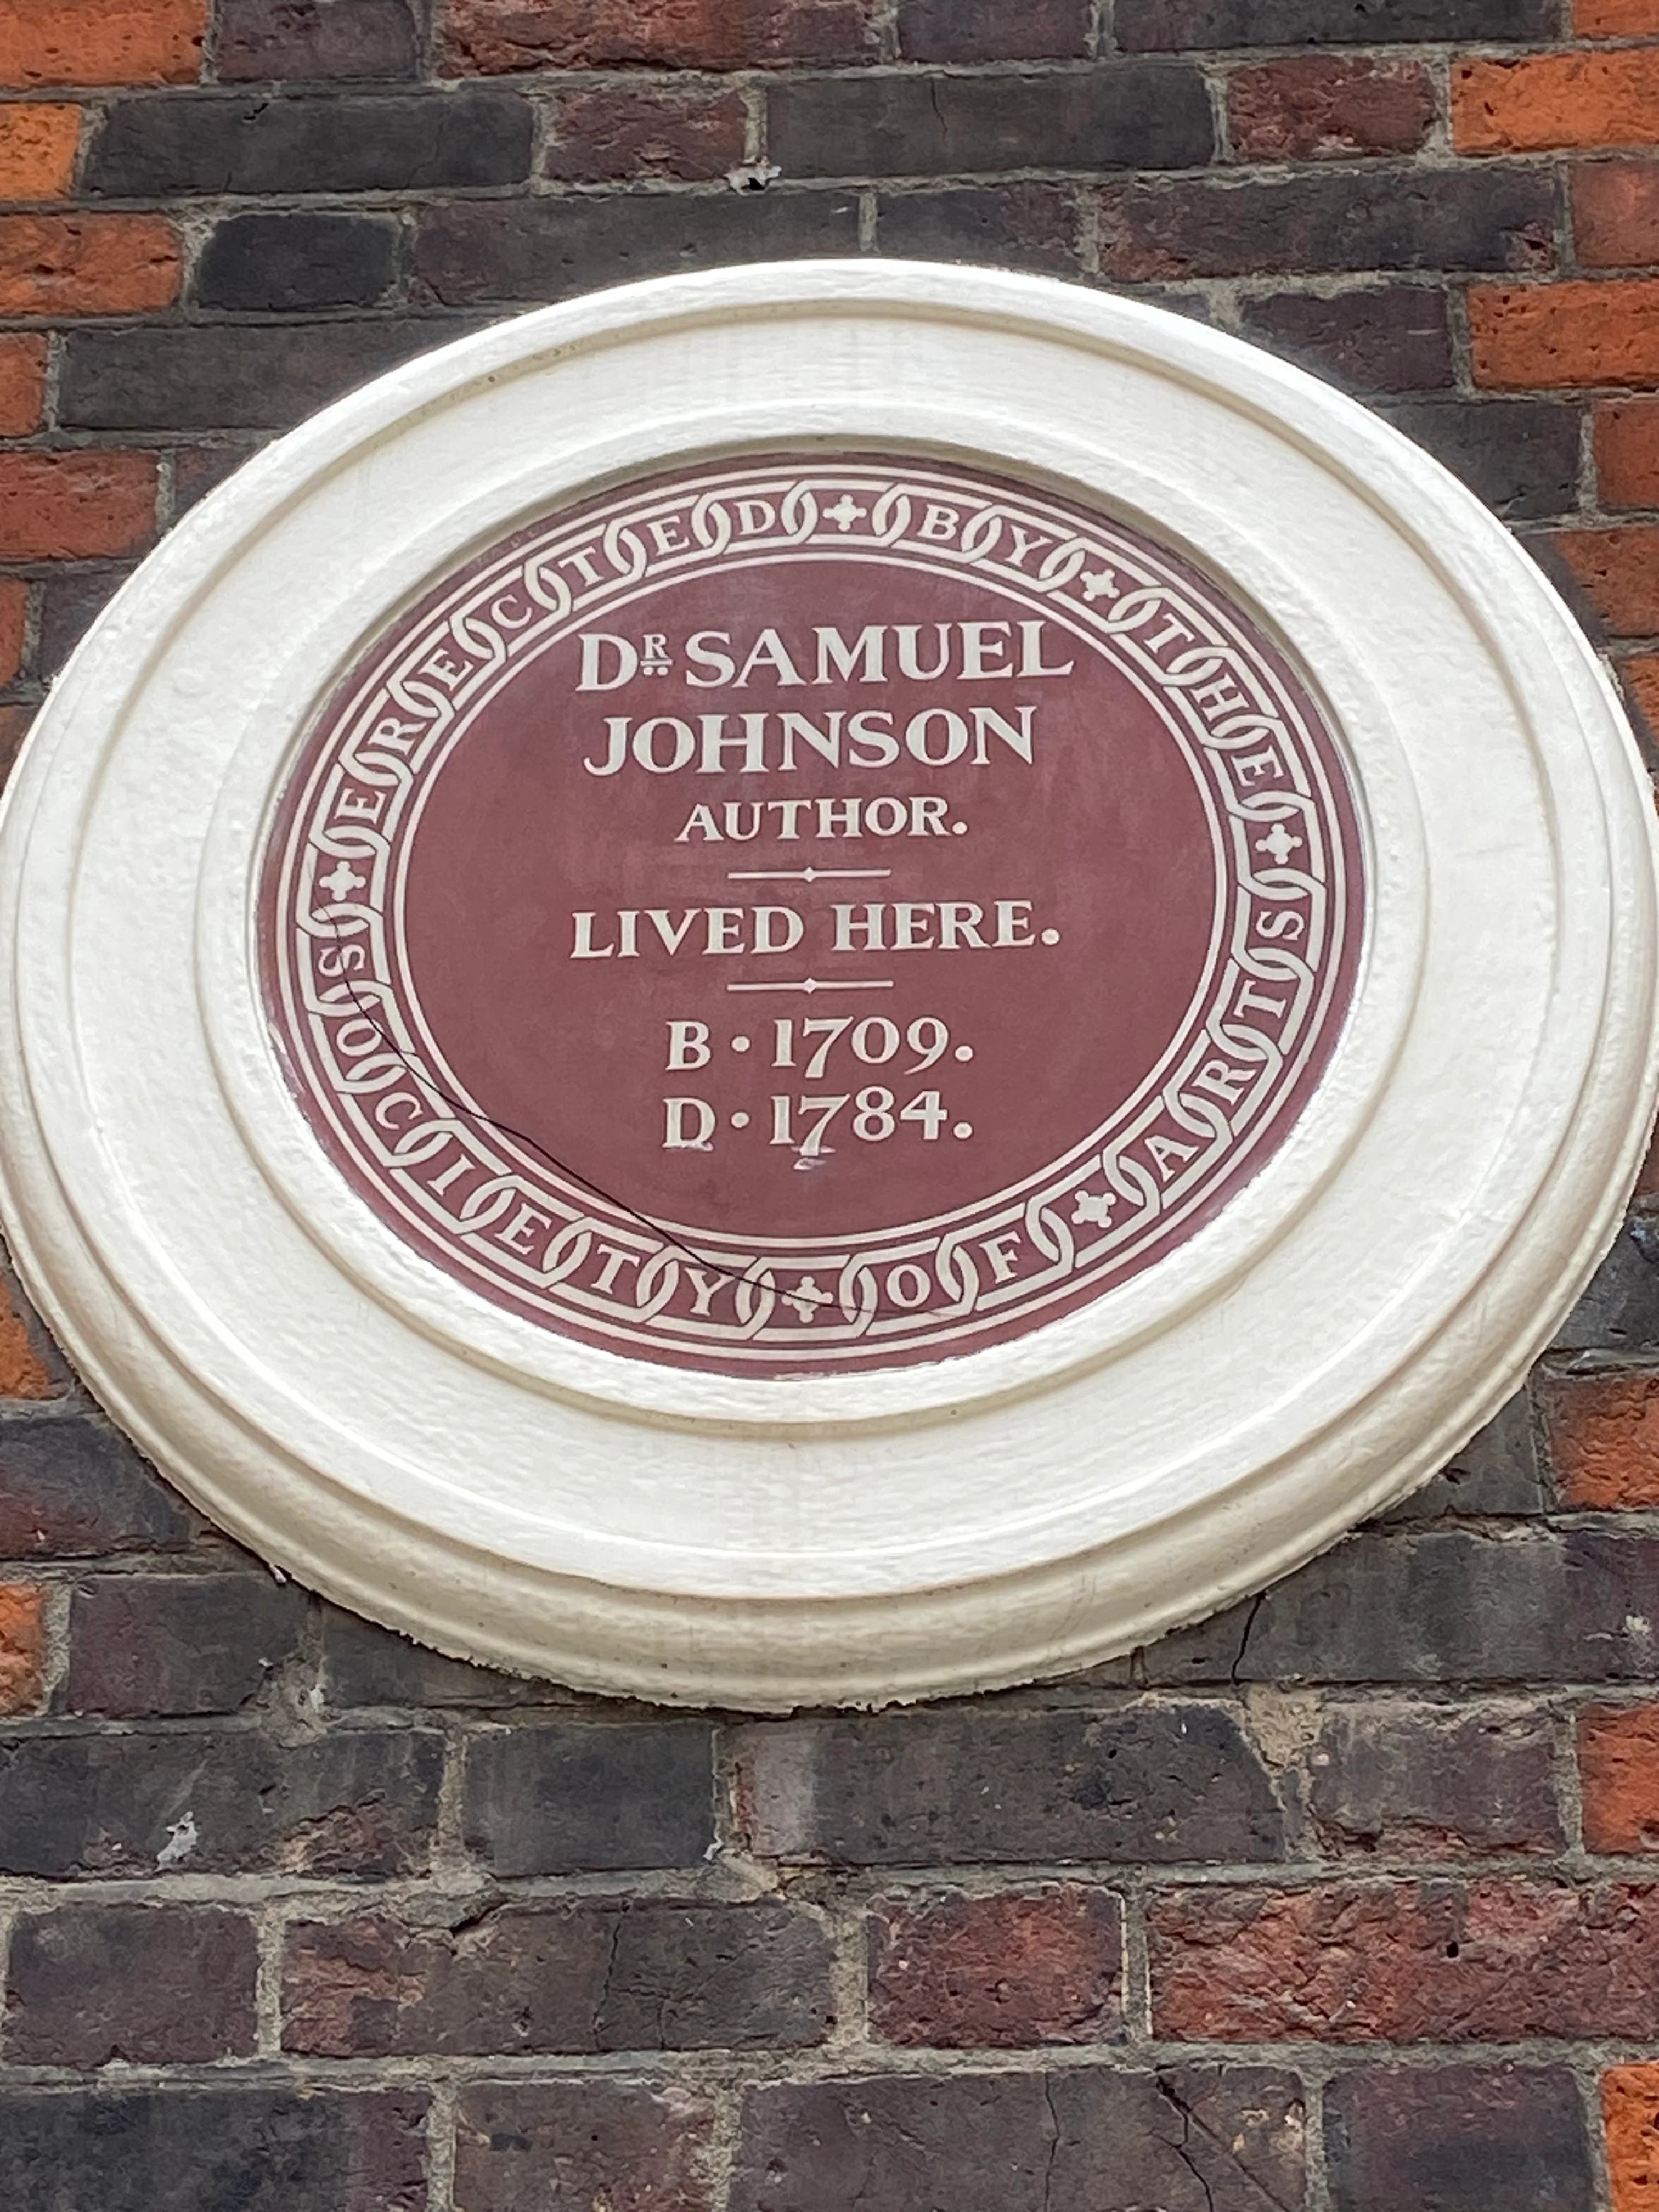 DR SAMUEL
JOHNSON
AUTHOR.
LIVED HERE.
B·1709.
D·1784.
ERECTED BY THE SOCIETY OF ARTS